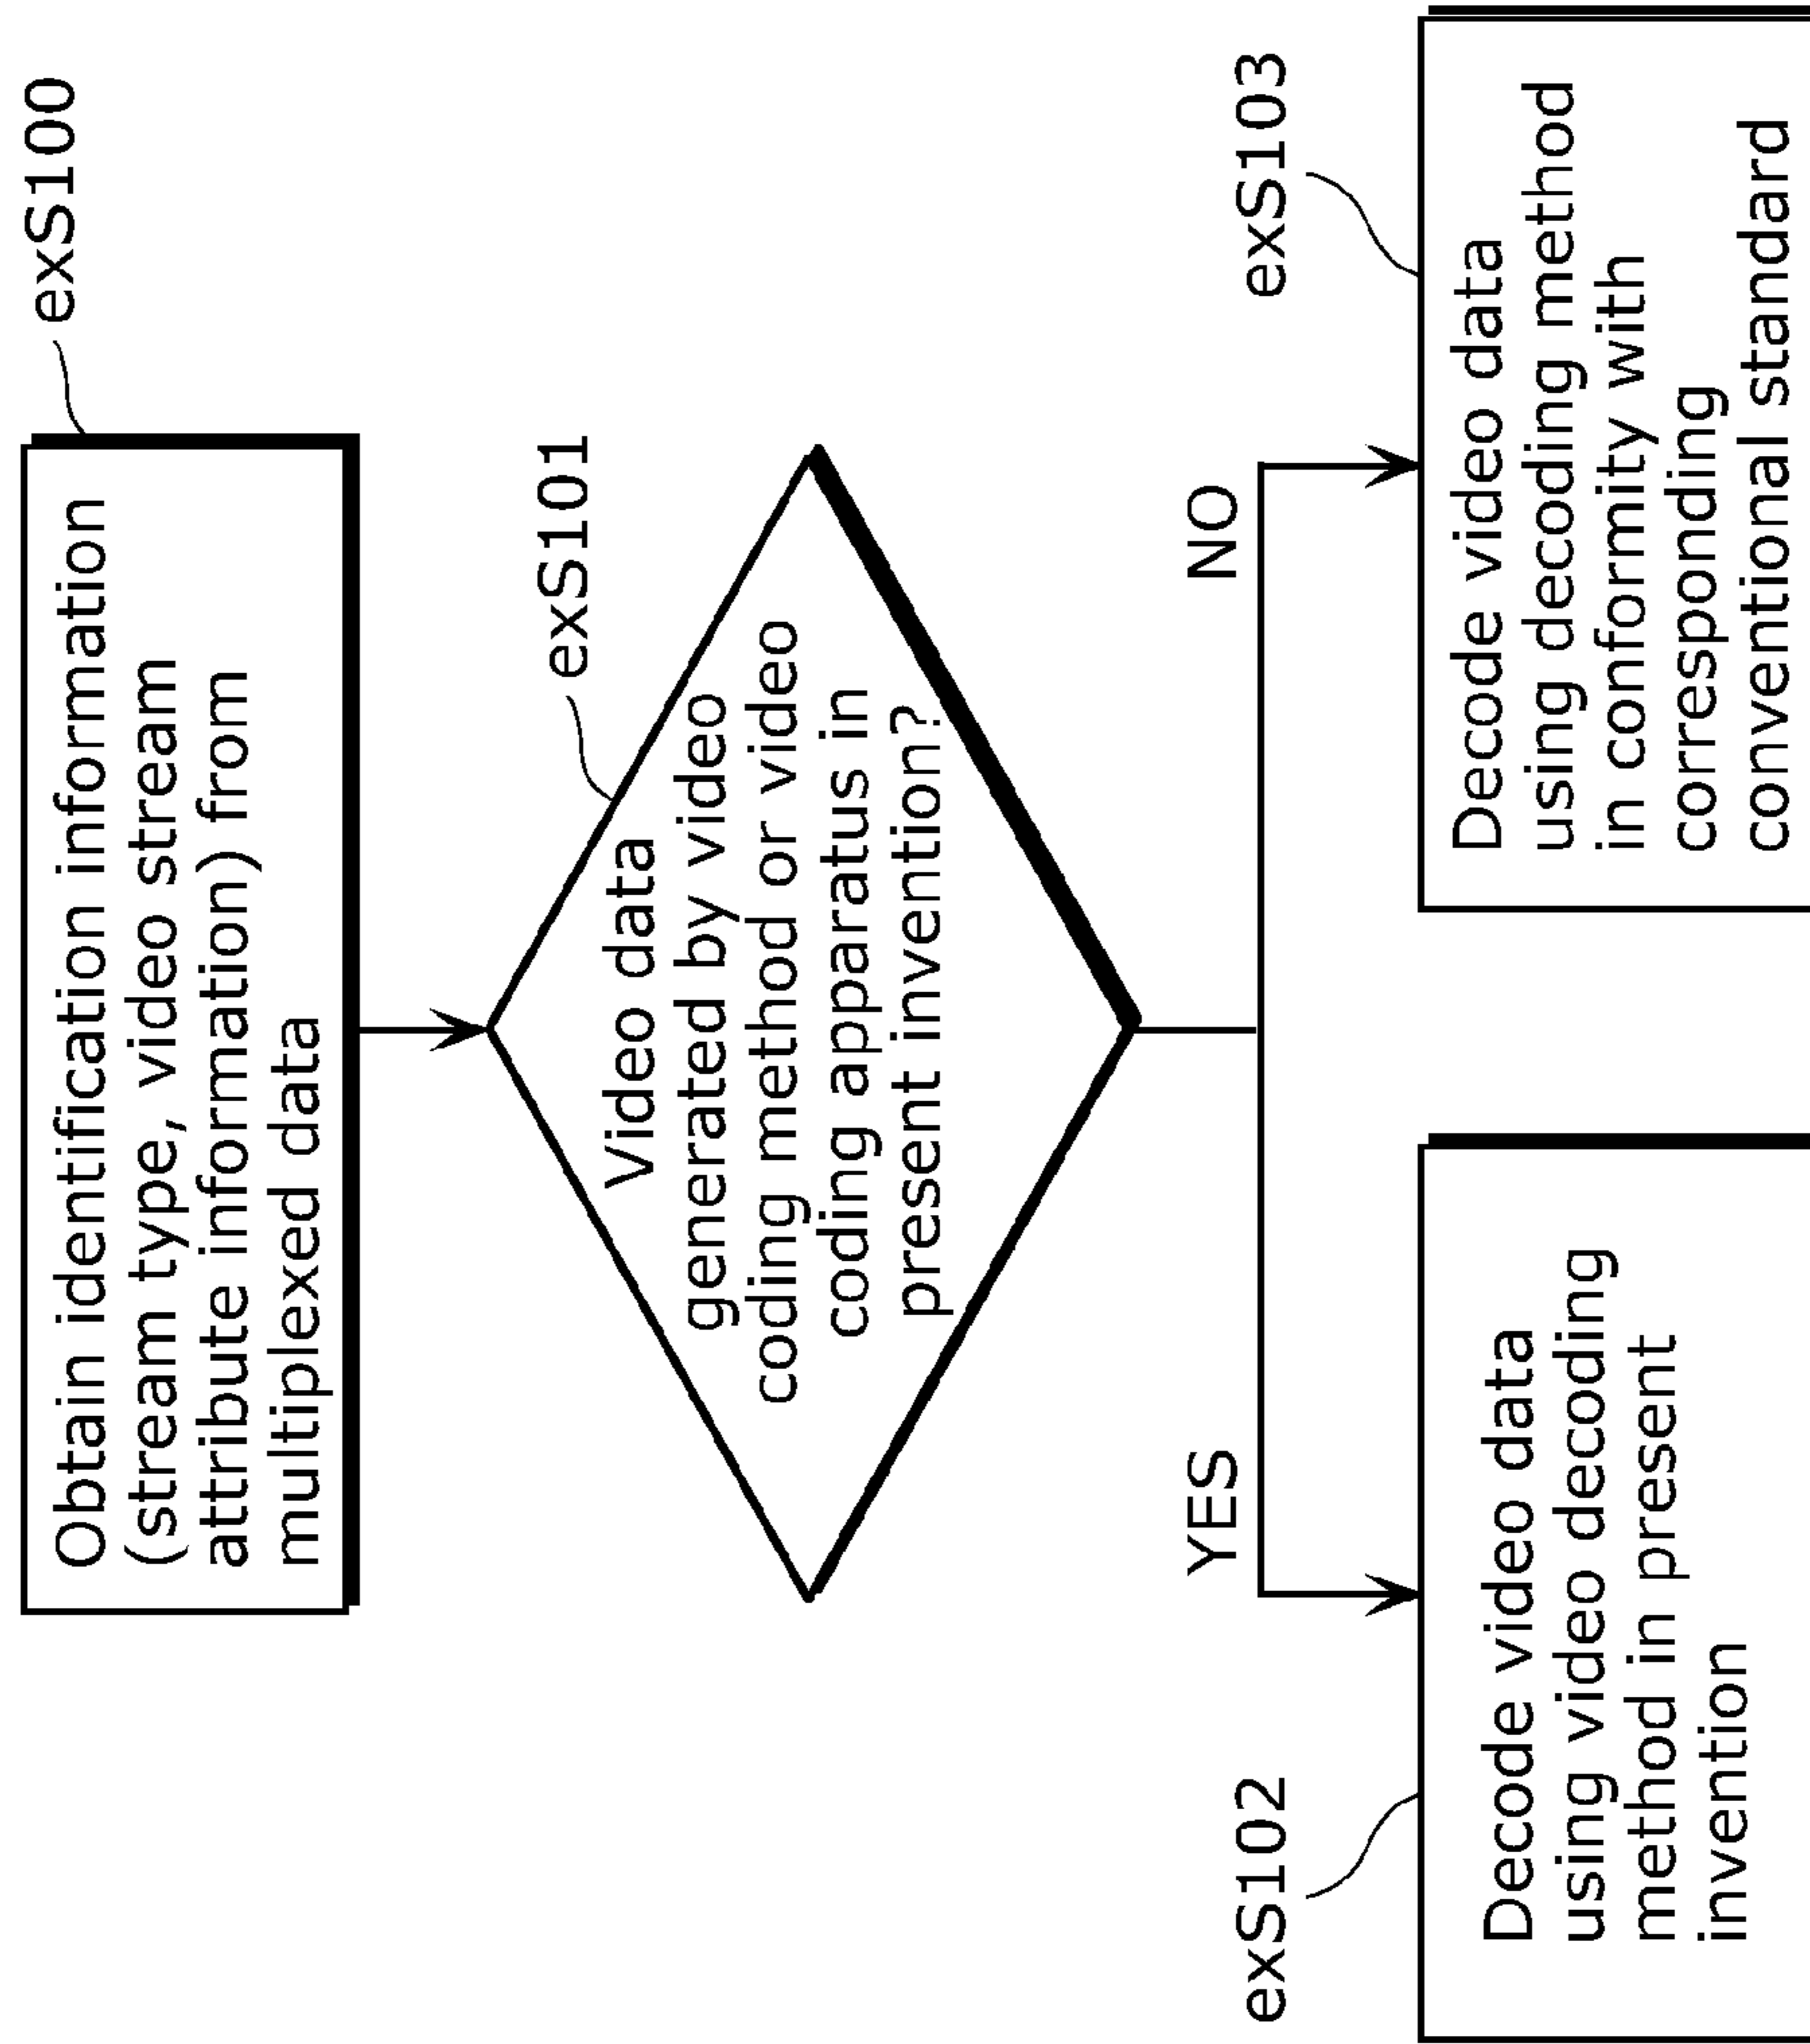 exS100
Obtain identification information
(stream type, video stream
attribute information) from
multiplexed data
exS101
Video data
generated by video
coding method or video
coding apparatus in
present invention?
YES
NO
exS102
Decode video data
using video decoding
method in present
invention
exS103
Decode video data
using decoding method
in conformity with
corresponding
conventional standard